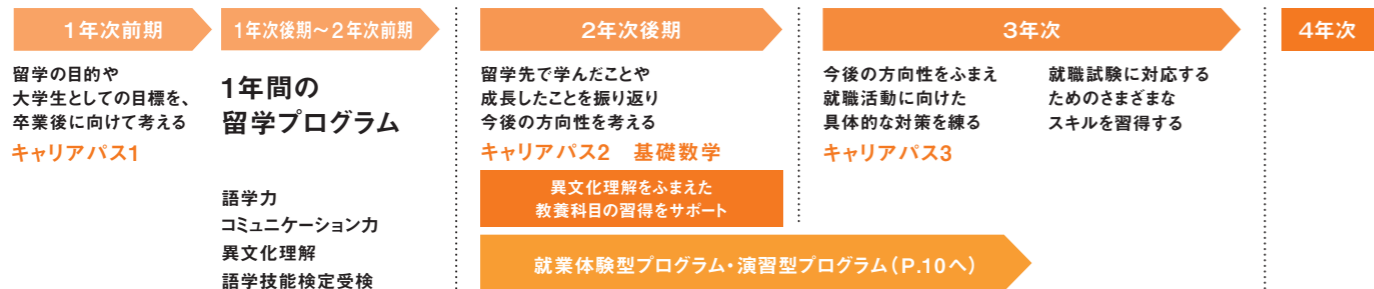 1年次前期
1年次後期～2年次前期
2年次後期
3年次
4年次
留学の目的や
大学生としての目標を、
卒業後に向けて考える
キャリアパス1
1年間の
留学プログラム
語学力
コミュニケーション力
異文化理解
語学技能検定受検
留学先で学んだことや
成長したことを振り返り
今後の方向性を考える
キャリアパス2　基礎数学
異文化理解をふまえた
教養科目の習得をサポート
今後の方向性をふまえ
就職活動に向けた
具体的な対策を練る
キャリアパス3
就職試験に対応する
ためのさまざまな
スキルを習得する
就業体験型プログラム・演習型プログラム（P.10へ）